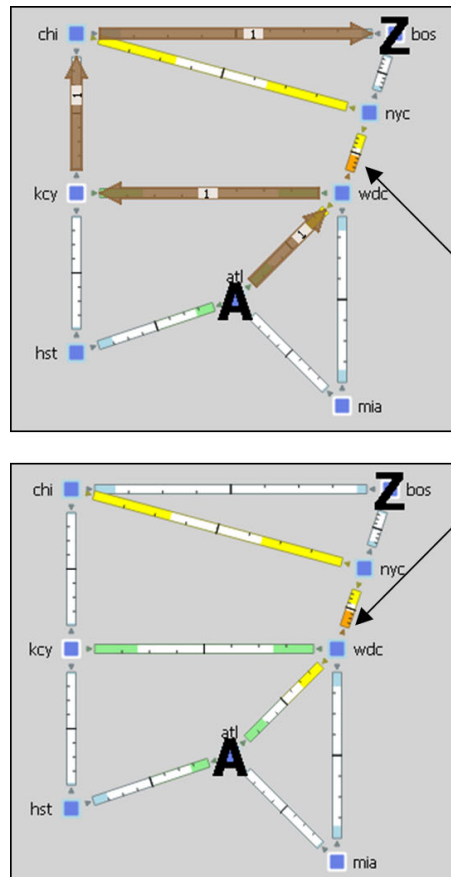 chi 1 Z bos
nyc
1
kcy 1 wdc
1
atl
A
hst
mia
chi Z bos
nyc
kcy wdc
atl
A
hst
mia